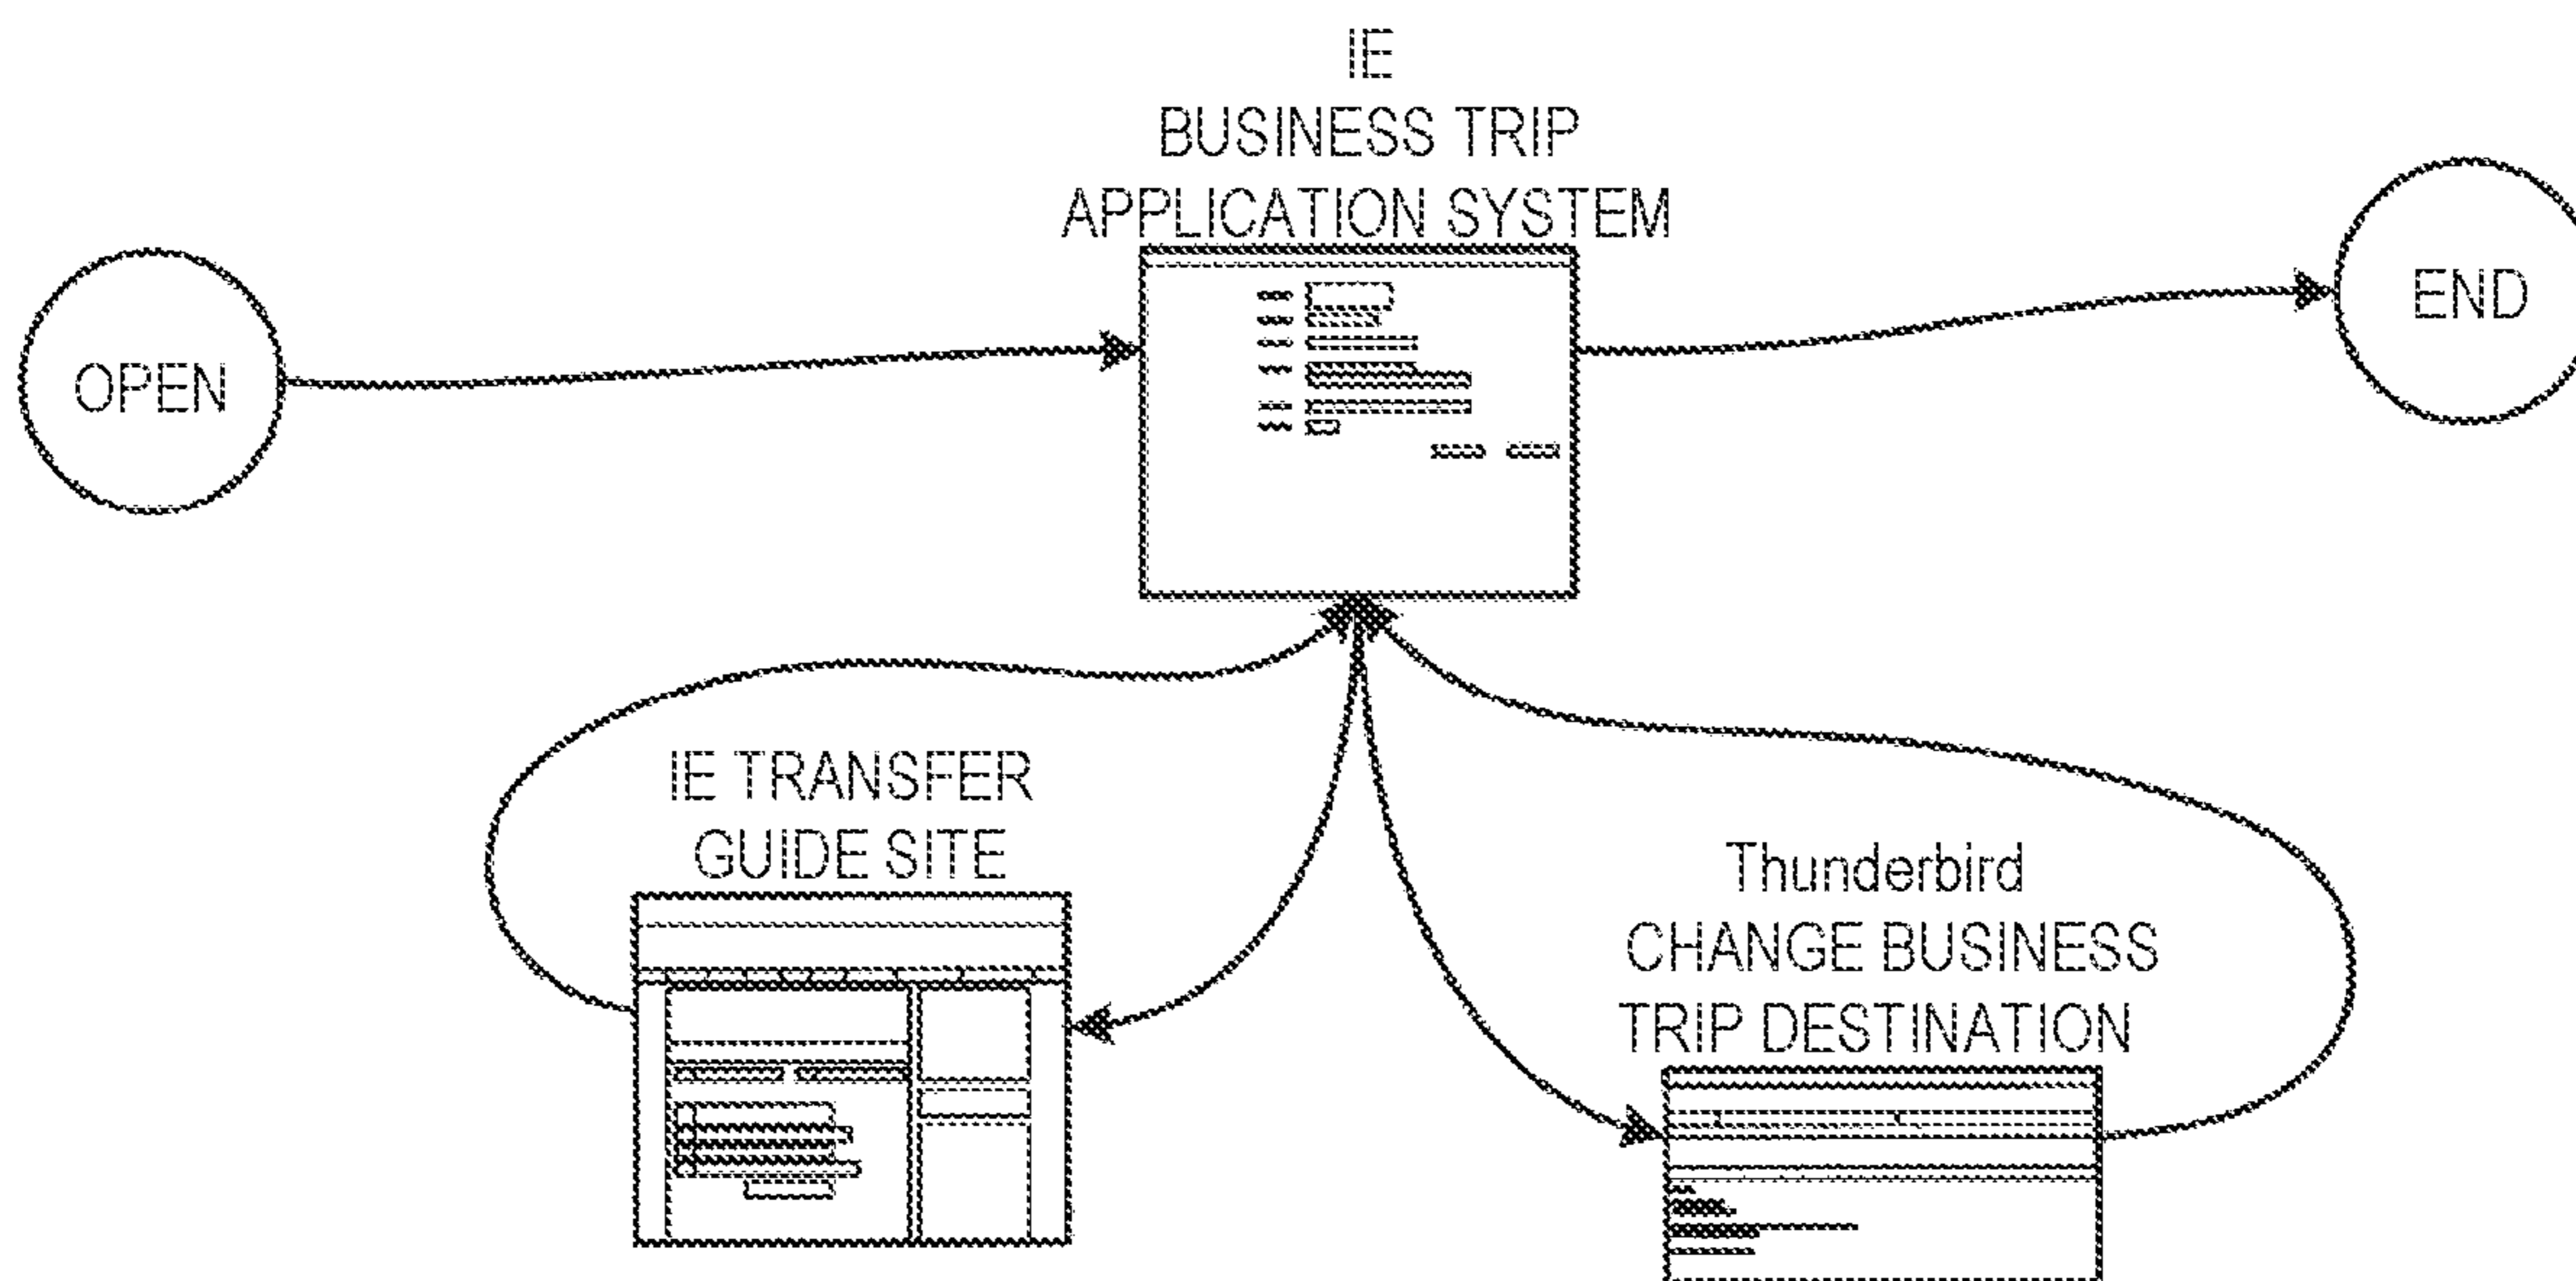 IE
BUSINESS TRIP
APPLICATION SYSTEM
OPEN
END
IE TRANSFER
GUIDE SITE
Thunderbird
CHANGE BUSINESS
TRIP DESTINATION